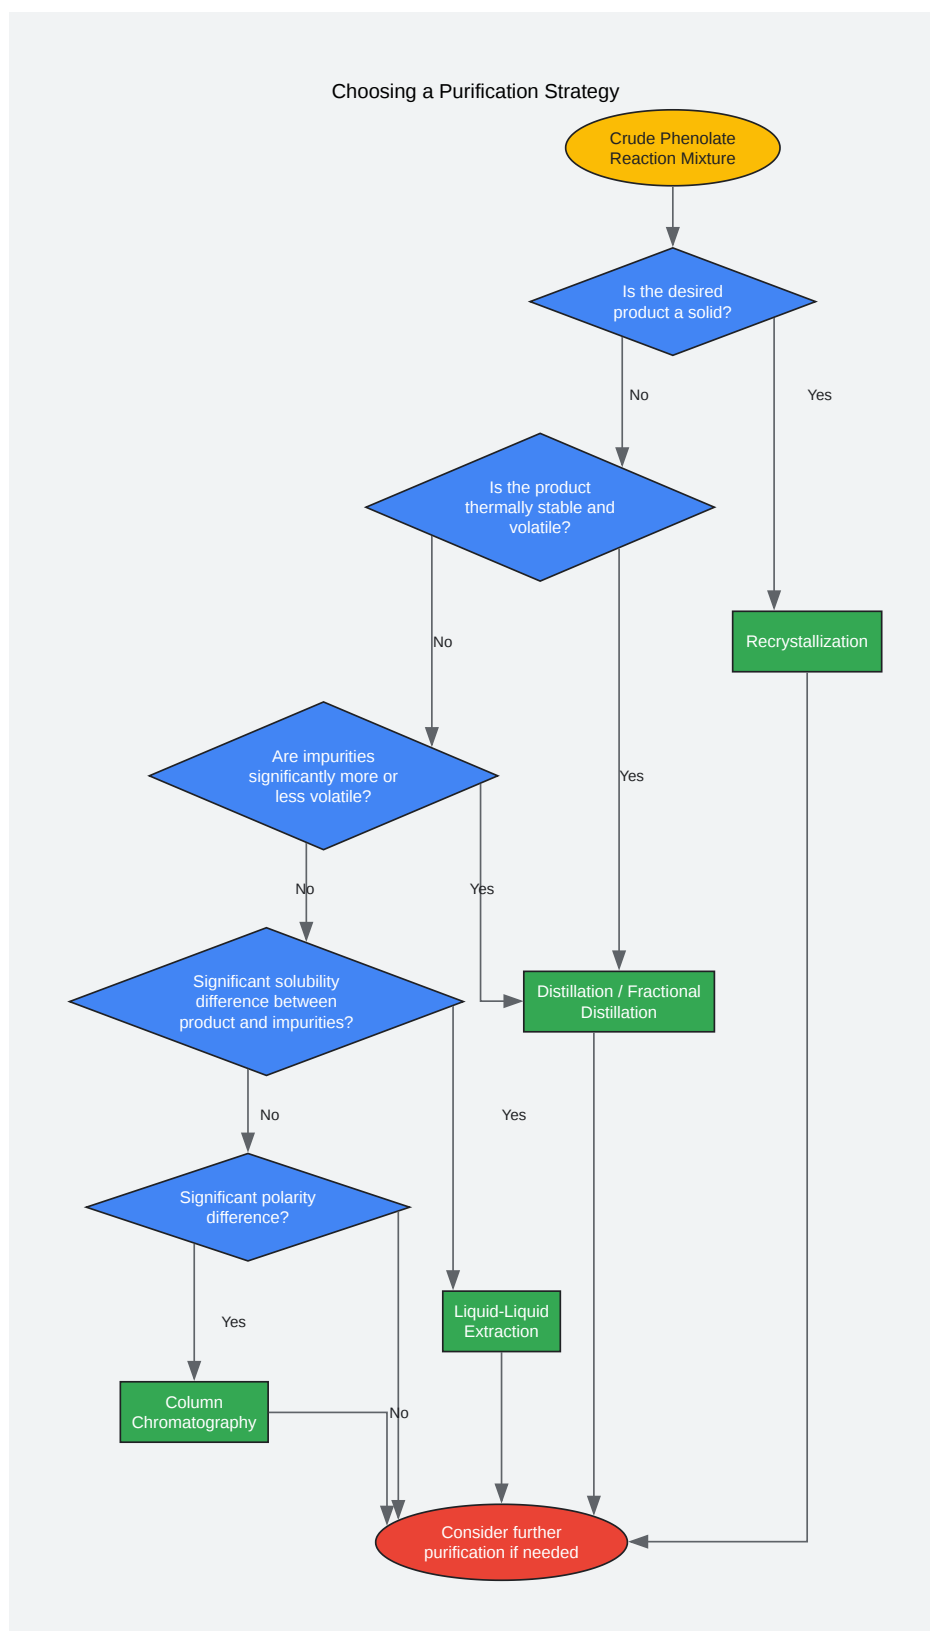 Choosing a Purification Strategy
Crude Phenolate
Reaction Mixture
Is the desired
product a solid?
No
Yes
Is the product
thermally stable and
volatile?
No
Yes
Recrystallization
Are impurities
significantly more or
less volatile?
No
Yes
Significant solubility
difference between
product and impurities?
Distillation / Fractional
Distillation
No
Yes
Significant polarity
difference?
Yes
No
Liquid-Liquid
Extraction
Column
Chromatography
Consider further
purification if needed